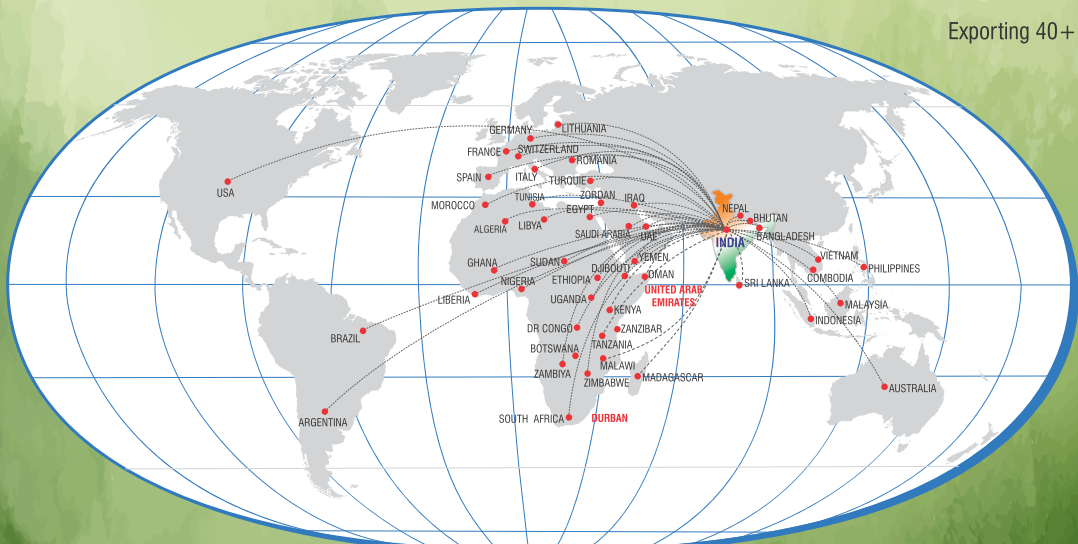 Exporting 40+
GERMANY
LITHUANIA
FRANCE
SWITZERLAND
ROMANIA
SPAIN
ITALY
TURQUIE
USA
MOROCCO
TUNISIA
ZORDAN
IRAQ
EGYPT
ALGERIA
LIBYA
SAUDI ARABIA
UAE
NEPAL
BHUTAN
BANGLADESH
INDIA
GHANA
SUDAN
YEMEN
DJIBOUTI
OMAN
VIETNAM
PHILIPPINES
COMBODIA
NIGERIA
ETHIOPIA
SRI LANKA
LIBERIA
UGANDA
UNITED ARAB
EMIRATES
KENYA
MALAYSIA
INDONESIA
BRAZIL
DR CONGO
ZANZIBAR
TANZANIA
BOTSWANA
MALAWI
ZAMBIYA
ZIMBABWE
MADAGASCAR
AUSTRALIA
ARGENTINA
SOUTH AFRICA
DURBAN